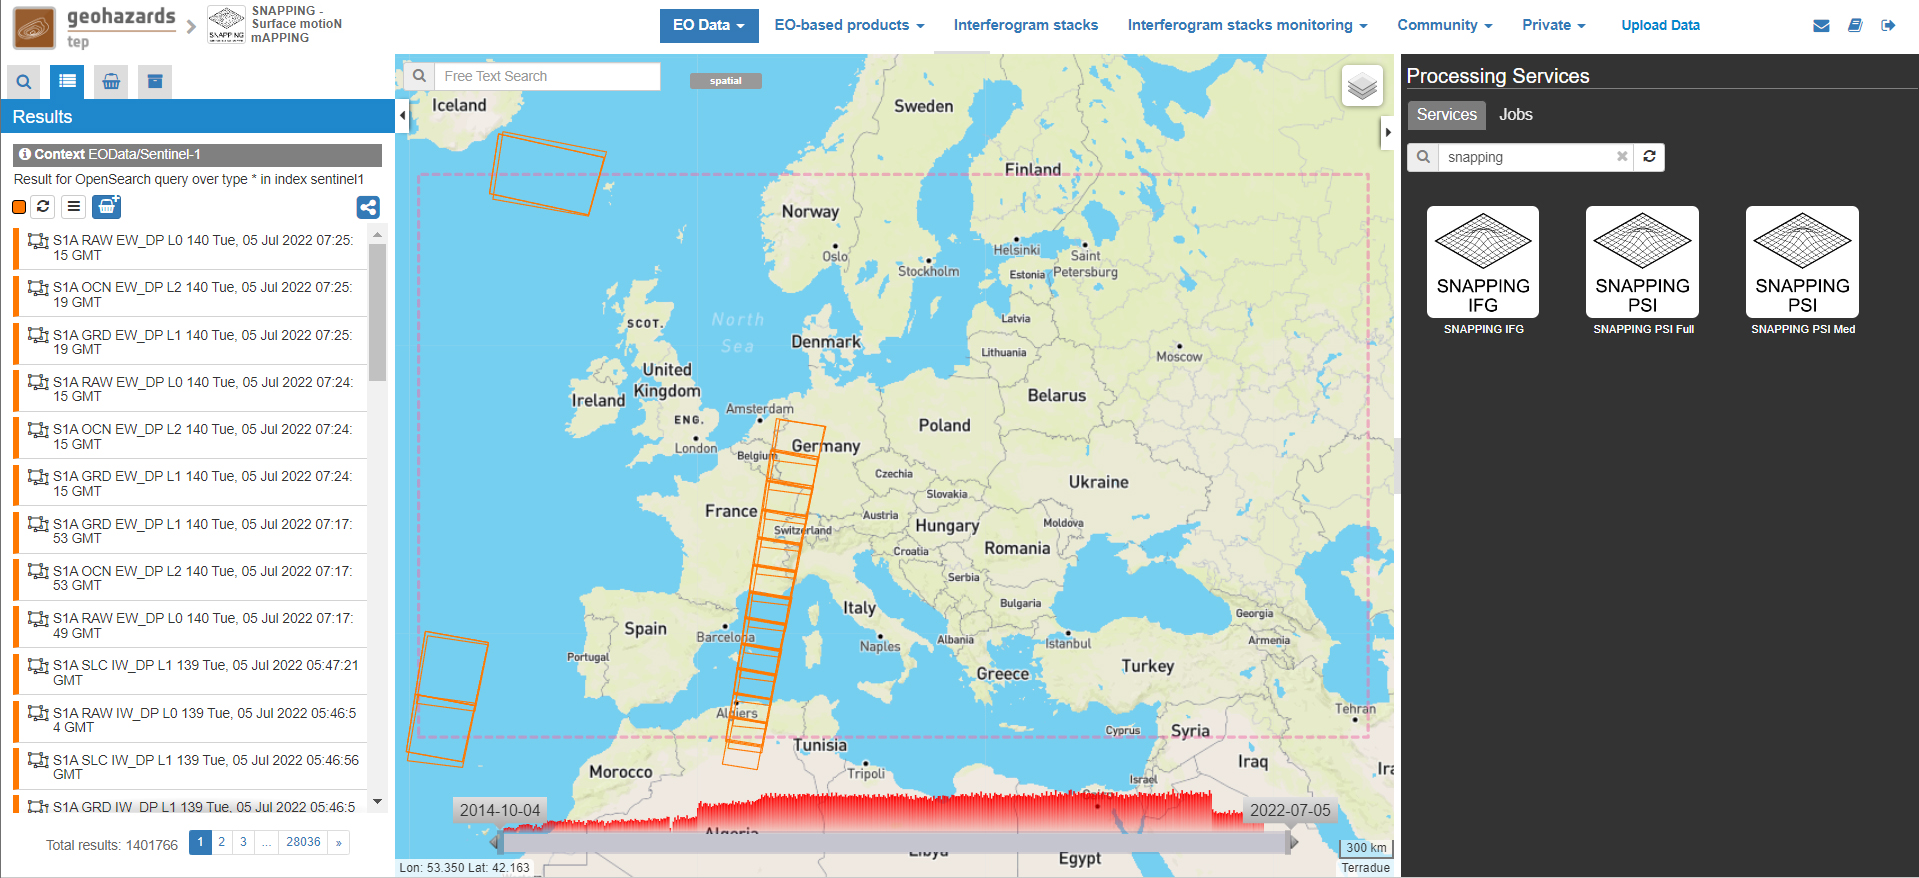 geohazards
tep
SNAPPING -
Surface motioN
mAPPING
EO Data
EO-based products
Interferogram stacks
Interferogram stacks monitoring
Community
Private
Upload Data
Results
Context EOData/Sentinel-1
Result for OpenSearch query over type * in index sentinel1
S1A RAW EW_DP L0 140 Tue, 05 Jul 2022 07:25:
15 GMT
S1A OCN EW_DP L2 140 Tue, 05 Jul 2022 07:25:
19 GMT
S1A GRD EW_DP L1 140 Tue, 05 Jul 2022 07:25:
19 GMT
S1A RAW EW_DP L0 140 Tue, 05 Jul 2022 07:24:
15 GMT
S1A OCN EW_DP L2 140 Tue, 05 Jul 2022 07:24:
15 GMT
S1A GRD EW_DP L1 140 Tue, 05 Jul 2022 07:24:
15 GMT
S1A GRD EW_DP L1 140 Tue, 05 Jul 2022 07:17:
53 GMT
S1A OCN EW_DP L2 140 Tue, 05 Jul 2022 07:17:
53 GMT
S1A RAW EW_DP L0 140 Tue, 05 Jul 2022 07:17:
49 GMT
S1A SLC IW_DP L1 139 Tue, 05 Jul 2022 05:47:21
GMT
S1A RAW IW_DP L0 139 Tue, 05 Jul 2022 05:46:5
4 GMT
S1A SLC IW_DP L1 139 Tue, 05 Jul 2022 05:46:56
GMT
S1A GRD IW_DP L1 139 Tue, 05 Jul 2022 05:46:5
Total results: 1401766
1
2
3
...
28036
»
Free Text Search
spatial
Iceland
Sweden
Finland
Norway
Oslo
Helsinki
Saint
Petersburg
Stockholm
Estonia
North
Sea
SCOT.
Latvia
Denmark
Lithuania
Moscow
United
Kingdom
Ireland
Belarus
Amsterdam
ENG.
Poland
London
Belgium
Germany
Czechia
Ukraine
Slovakia
France
Austria
Hungary
Moldova
Switzerland
Croatia
Romania
Serbia
Italy
Bulgaria
Georgia
Spain
Barcelona
Naples
Albania
Istanbul
Armenia
Portugal
Greece
Turkey
Algiers
Tehran
Tunisia
Cyprus
Syria
Morocco
Tripoli
Israel
Iraq
Ira
2014-10-04
2022-07-05
Algeria
Libya
Egypt
300 km
Lon: 53.350 Lat: 42.163
Terradue
Processing Services
Services
Jobs
snapping
SNAPPING
IFG
SNAPPING IFG
SNAPPING
PSI
SNAPPING PSI Full
SNAPPING
PSI
SNAPPING PSI Med